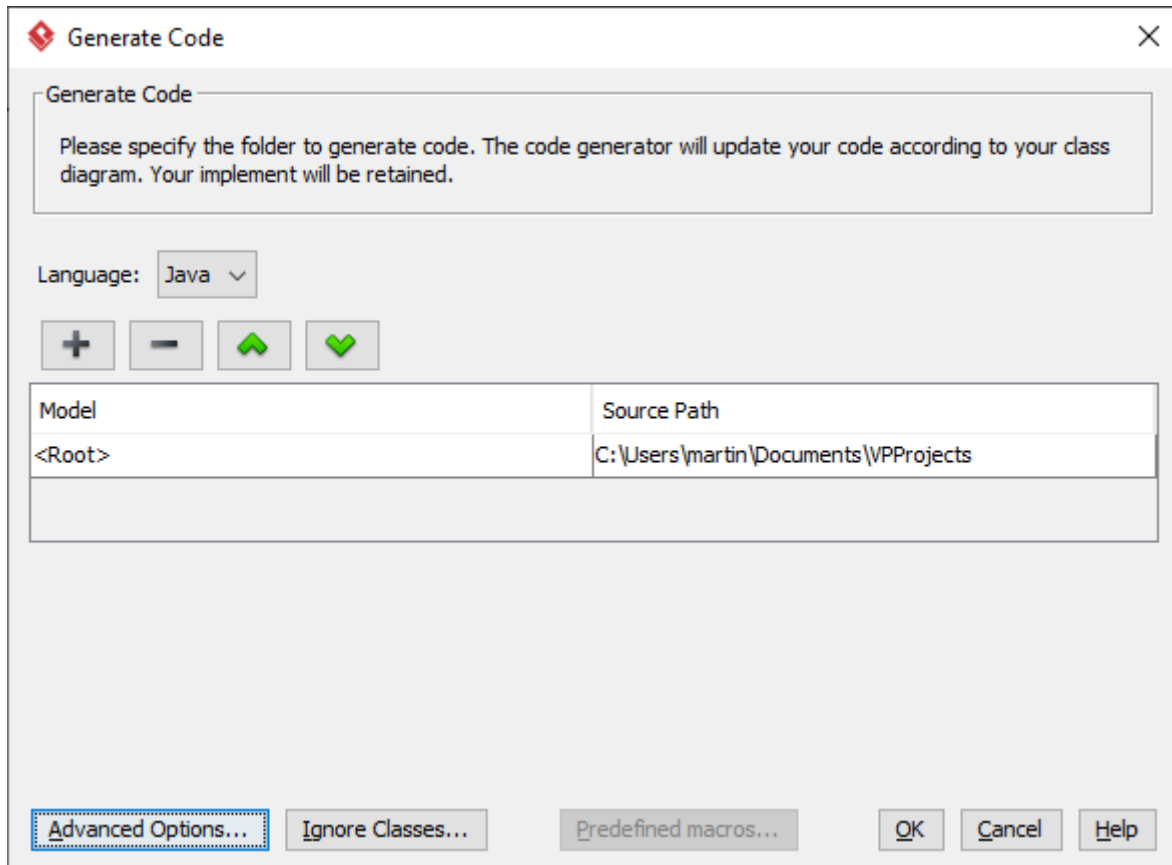 Generate Code
Generate Code
Please specify the folder to generate code. The code generator will update your code according to your class
diagram. Your implement will be retained.
Language: Java
Model Source Path
<Root> C:\Users\martin\Documents\VPProjects
Advanced Options... Ignore Classes... Predefined macros... OK Cancel Help